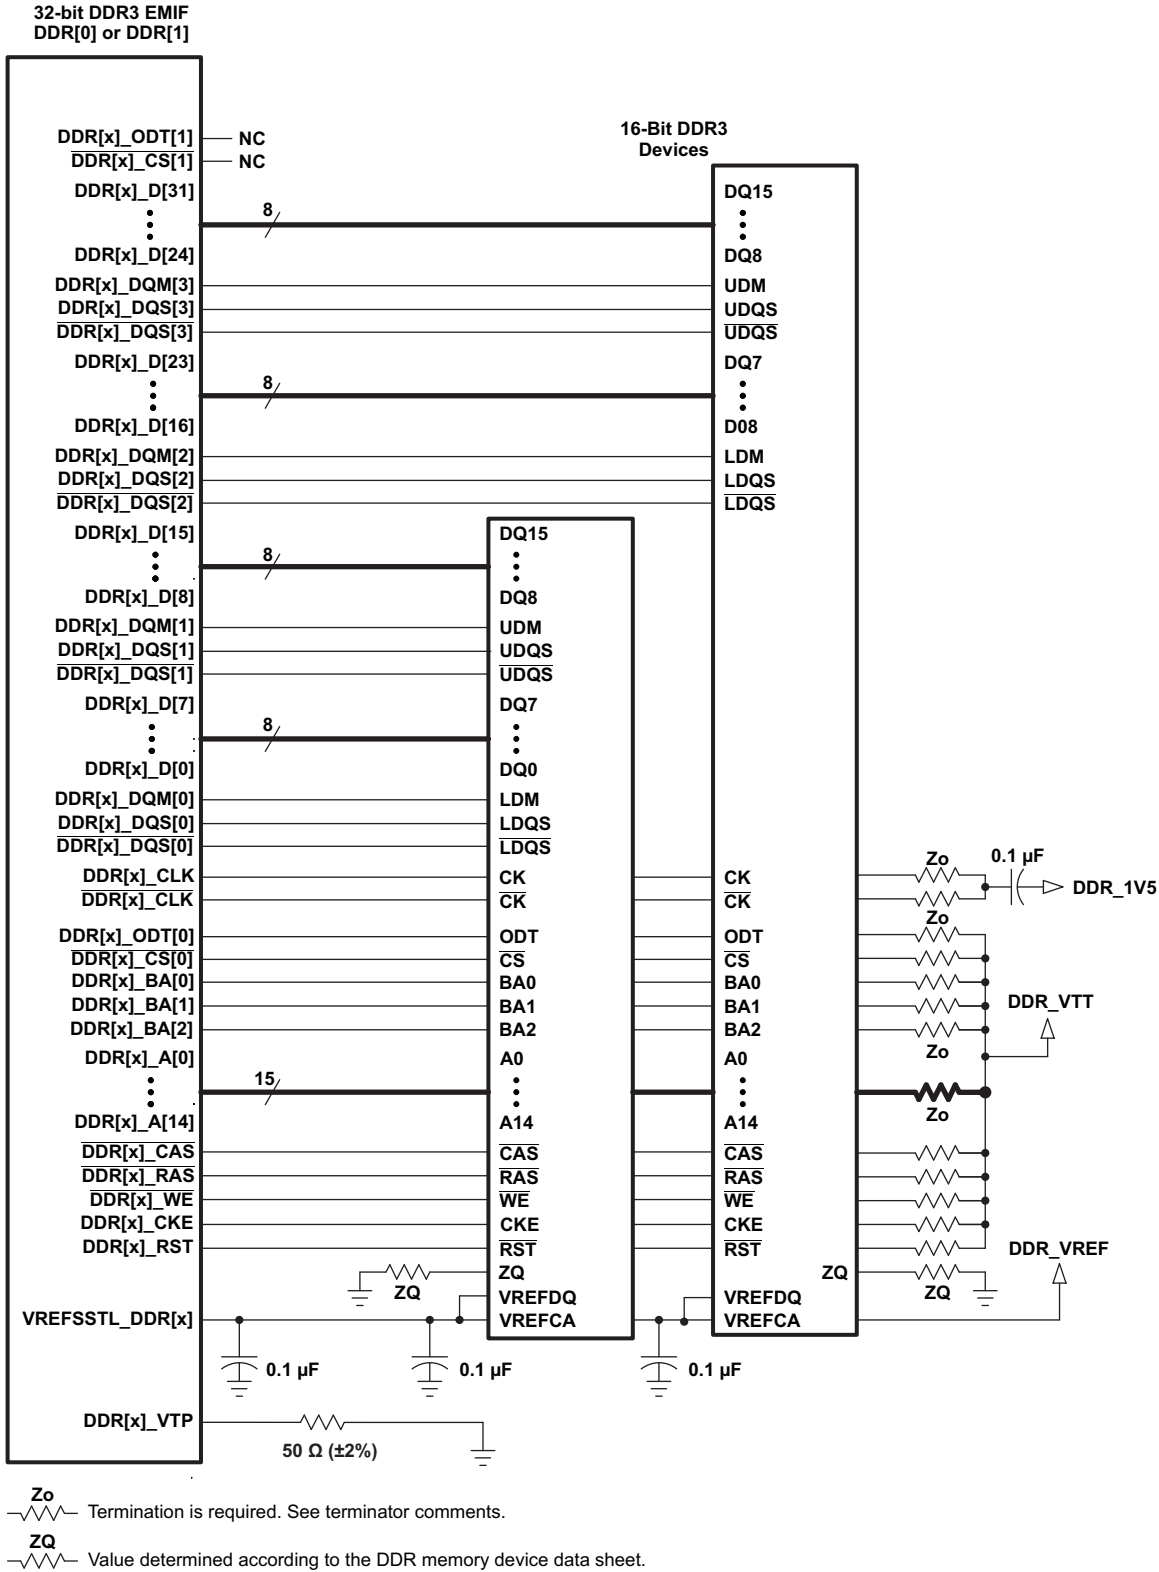 32-bit DDR3 EMIF
DDR[0] or DDR[1]
16-Bit DDR3
Devices
DDR[x]_ODT[1] NC
DDR[x]_CS[1] NC
DDR[x]_D[31] 8 DQ15
DDR[x]_D[24] DQ8
DDR[x]_DQM[3] UDM
DDR[x]_DQS[3] UDQS
DDR[x]_DQS[3] UDQS
DDR[x]_D[23] 8 DQ7
DDR[x]_D[16] D08
DDR[x]_DQM[2] LDM
DDR[x]_DQS[2] LDQS
DDR[x]_DQS[2] LDQS
DDR[x]_D[15] 8 DQ15
DDR[x]_D[8] DQ8
DDR[x]_DQM[1] UDM
DDR[x]_DQS[1] UDQS
DDR[x]_DQS[1] UDQS
DDR[x]_D[7] 8 DQ7
DDR[x]_D[0] DQ0
DDR[x]_DQM[0] LDM
DDR[x]_DQS[0] LDQS
DDR[x]_DQS[0] LDQS
Zo 0.1 µF
DDR[x]_CLK CK CK DDR_1V5
DDR[x]_CLK CK CK
Zo
DDR[x]_ODT[0] ODT ODT
DDR[x]_CS[0] CS CS
DDR[x]_BA[0] BA0 BA0
DDR[x]_BA[1] BA1 BA1 DDR_VTT
DDR[x]_BA[2] BA2 BA2
Zo
DDR[x]_A[0] 15 A0 A0
Zo
DDR[x]_A[14] A14 A14
DDR[x]_CAS CAS CAS
DDR[x]_RAS RAS RAS
DDR[x]_WE WE WE
DDR[x]_CKE CKE CKE
DDR[x]_RST RST RST DDR_VREF
ZQ ZQ ZQ ZQ
VREFDQ VREFDQ
VREFSSTL_DDR[x] VREFCA VREFCA
0.1 µF 0.1 µF 0.1 µF
DDR[x]_VTP
50 Ω (±2%)
Zo
Termination is required. See terminator comments.
ZQ
Value determined according to the DDR memory device data sheet.